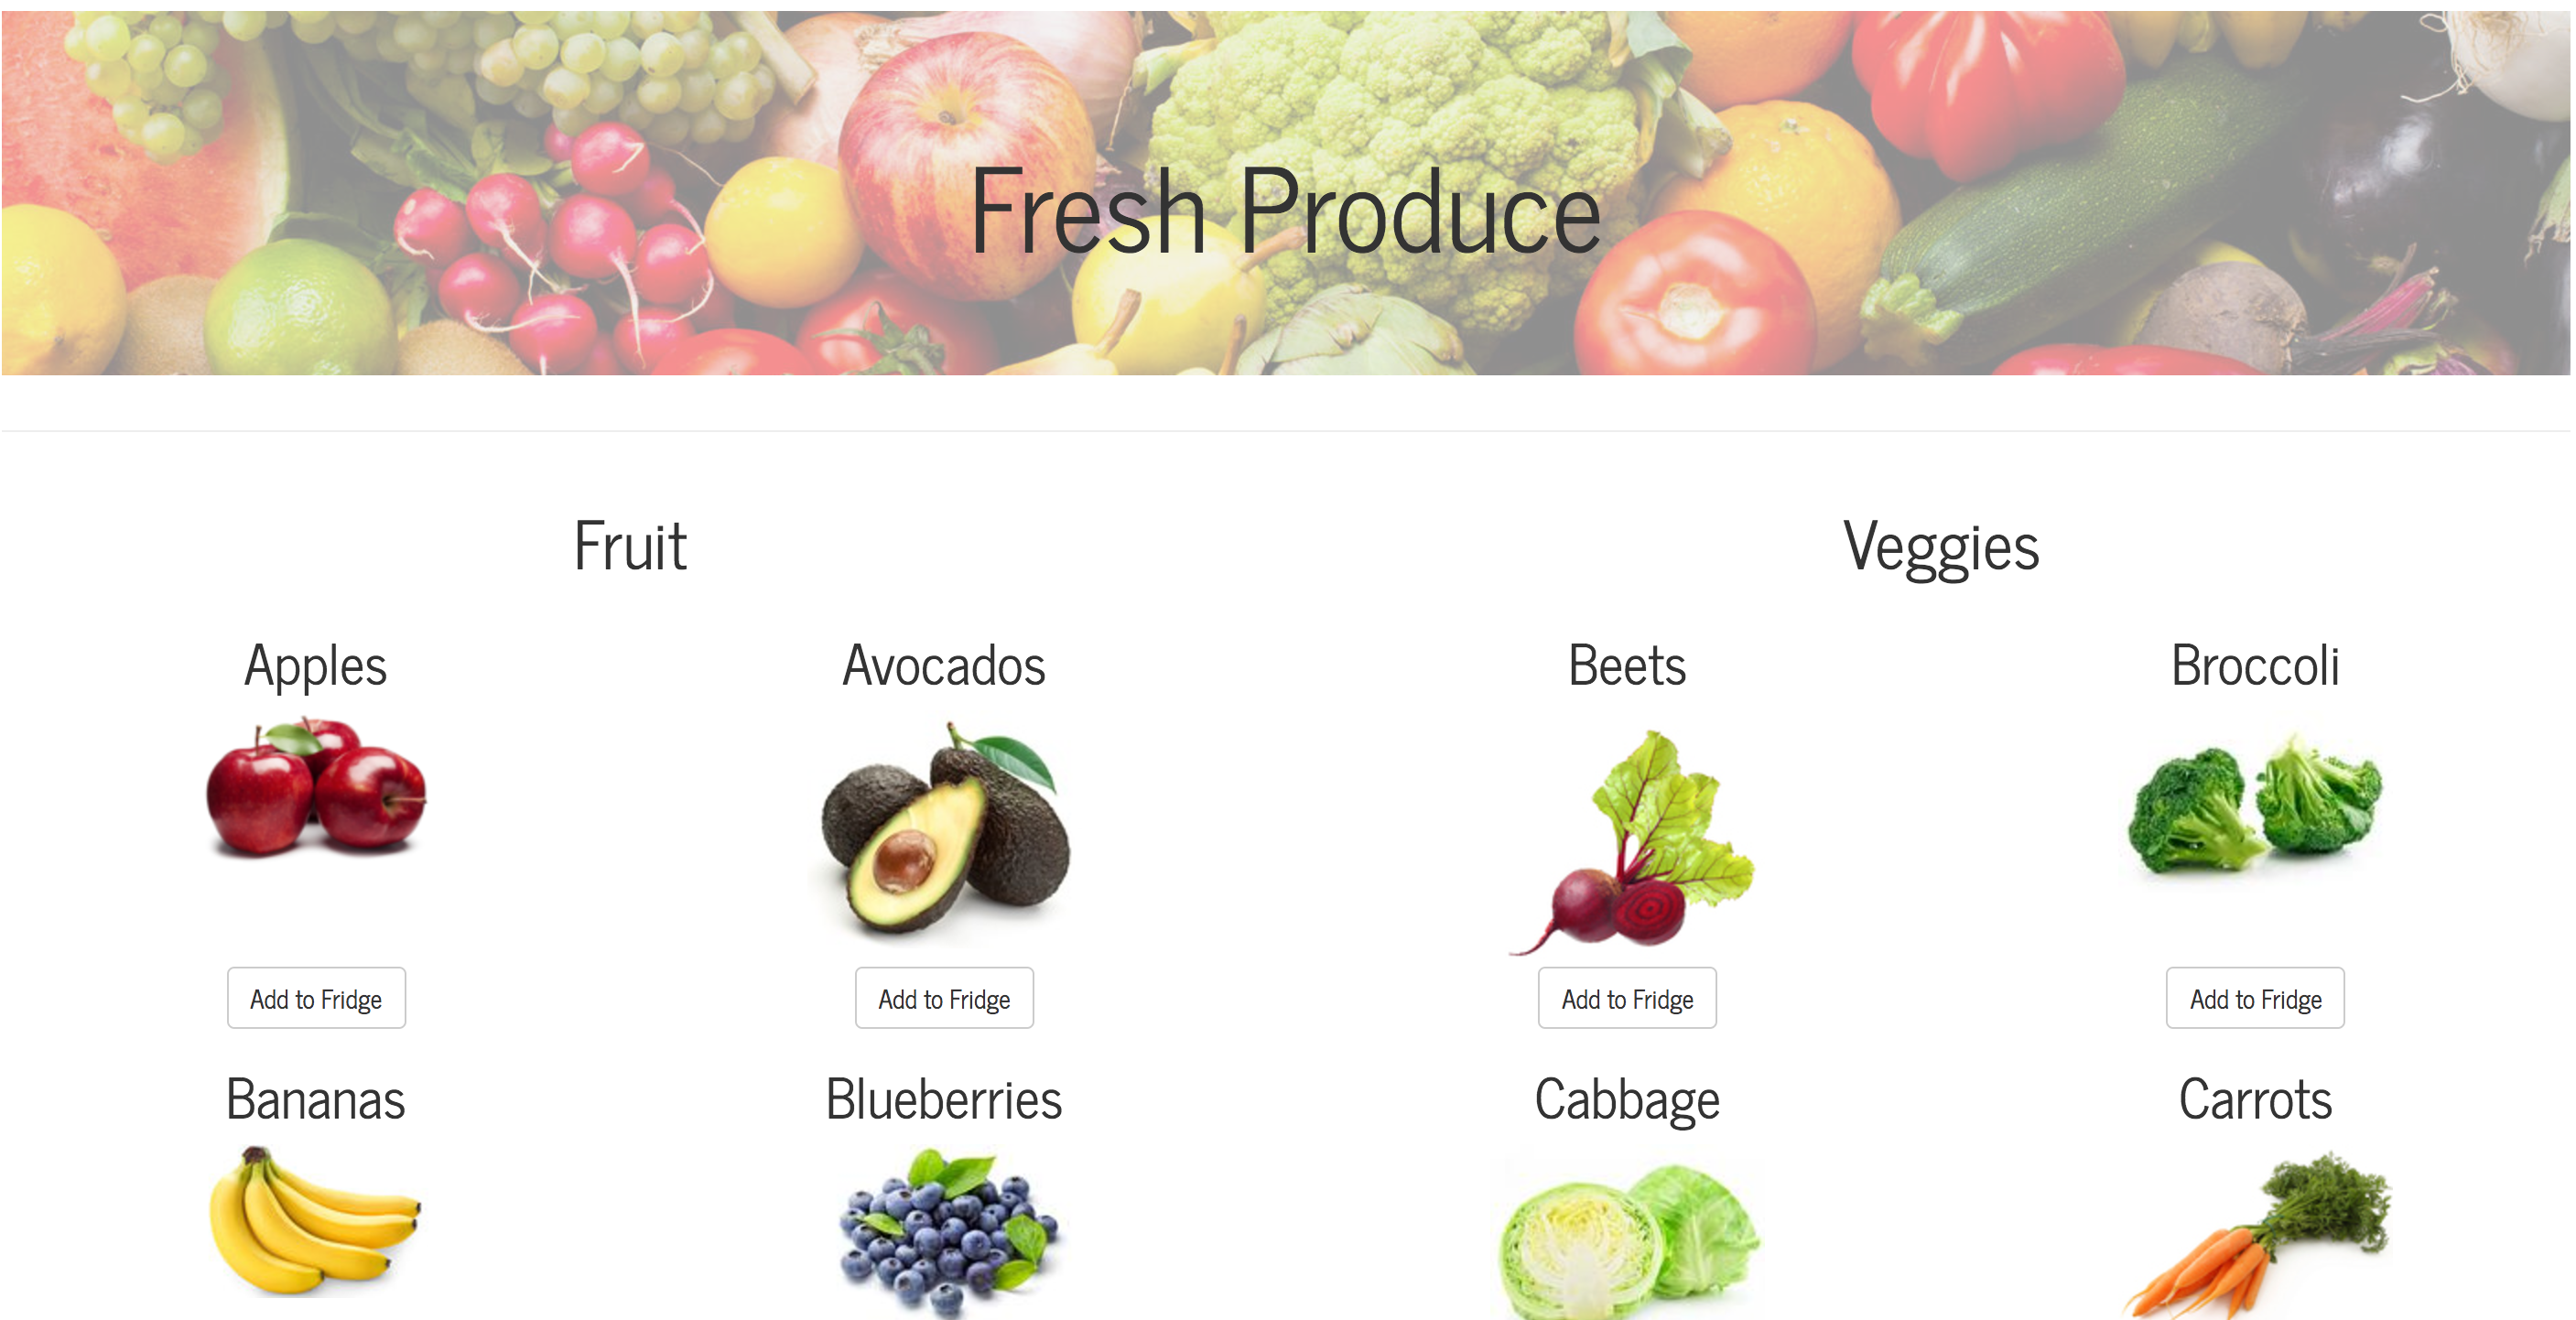 Fresh Produce
Fruit
Veggies
Apples
Avocados
Beets
Broccoli
Add to Fridge
Add to Fridge
Add to Fridge
Add to Fridge
Bananas
Blueberries
Cabbage
Carrots